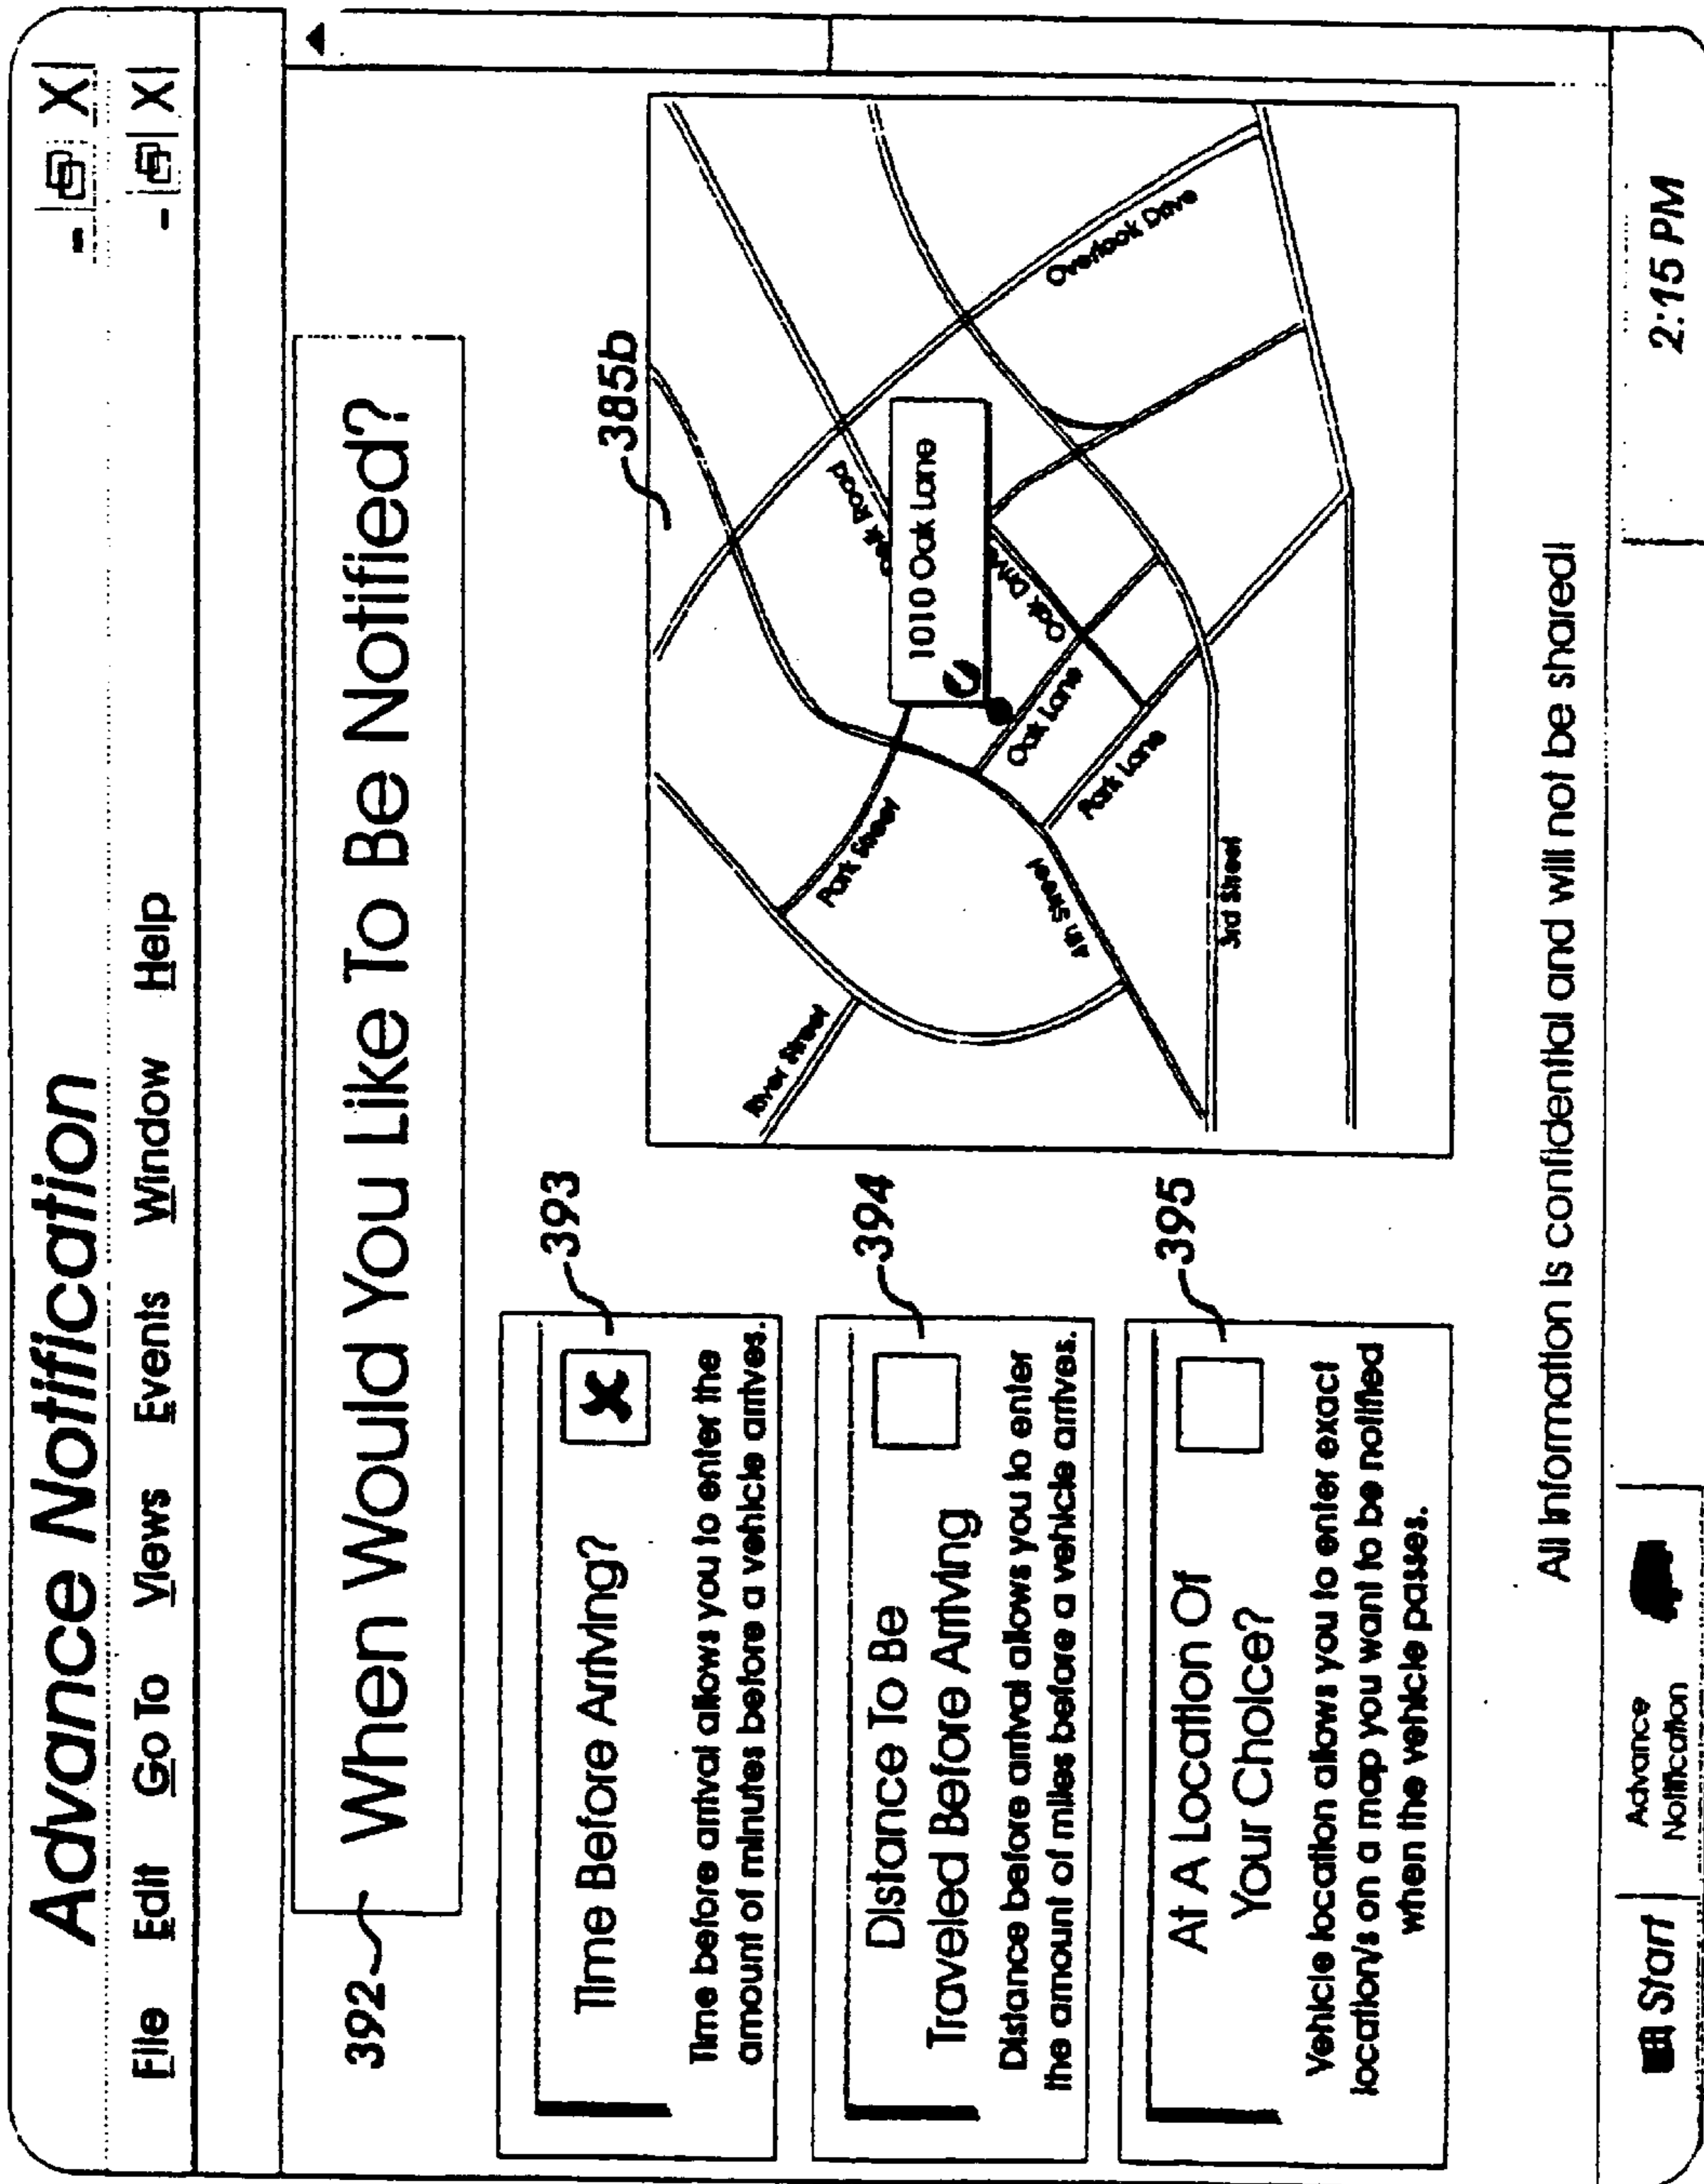 Advance Notification
File Edit Go To Views Events Window Help
392
When Would You Like To Be Notified?
393
Time Before Arriving?
Time before arrival allows you to enter the
amount of minutes before a vehicle arrives.
394
Distance To Be
Traveled Before Arriving
Distance before arrival allows you to enter
the amount of miles before a vehicle arrives.
395
At A Location Of
Your Choice?
Vehicle location allows you to enter exact
location/s on a map you want to be notified
when the vehicle passes.
385b
River Street
Park Street
4th Street
3rd Street
Park Lane
Oak Lane
Oak Drive
1010 Oak Lane
Road
Overlook Drive
All information is confidential and will not be shared!
Start
Advance
Notification
2:15 PM